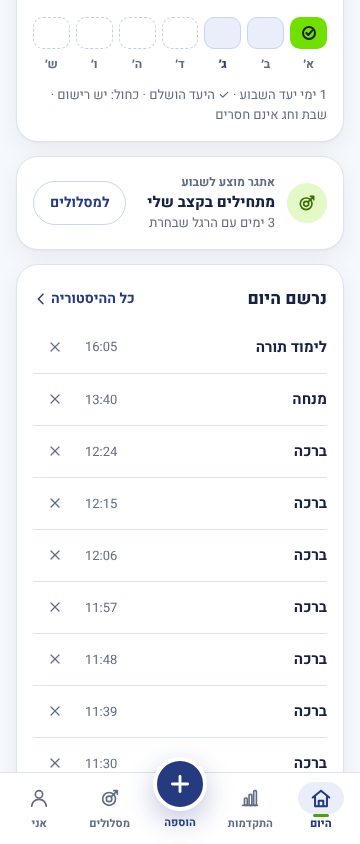 א׳ ב׳ ג׳ ד׳ ה׳ ו׳ ש׳
1 ימי יעד השבוע · ✓ היעד הושלם · כחול: יש רישום ·
שבת וחג אינם חסרים
אתגר מוצע לשבוע
מתחילים בקצב שלי
3 ימים עם הרגל שבחרת
למסלולים
נרשם היום
כל ההיסטוריה
לימוד תורה 16:05
מנחה 13:40
ברכה 12:24
ברכה 12:15
ברכה 12:06
ברכה 11:57
ברכה 11:48
ברכה 11:39
ברכה 11:30
היום התקדמות הוספה מסלולים אני